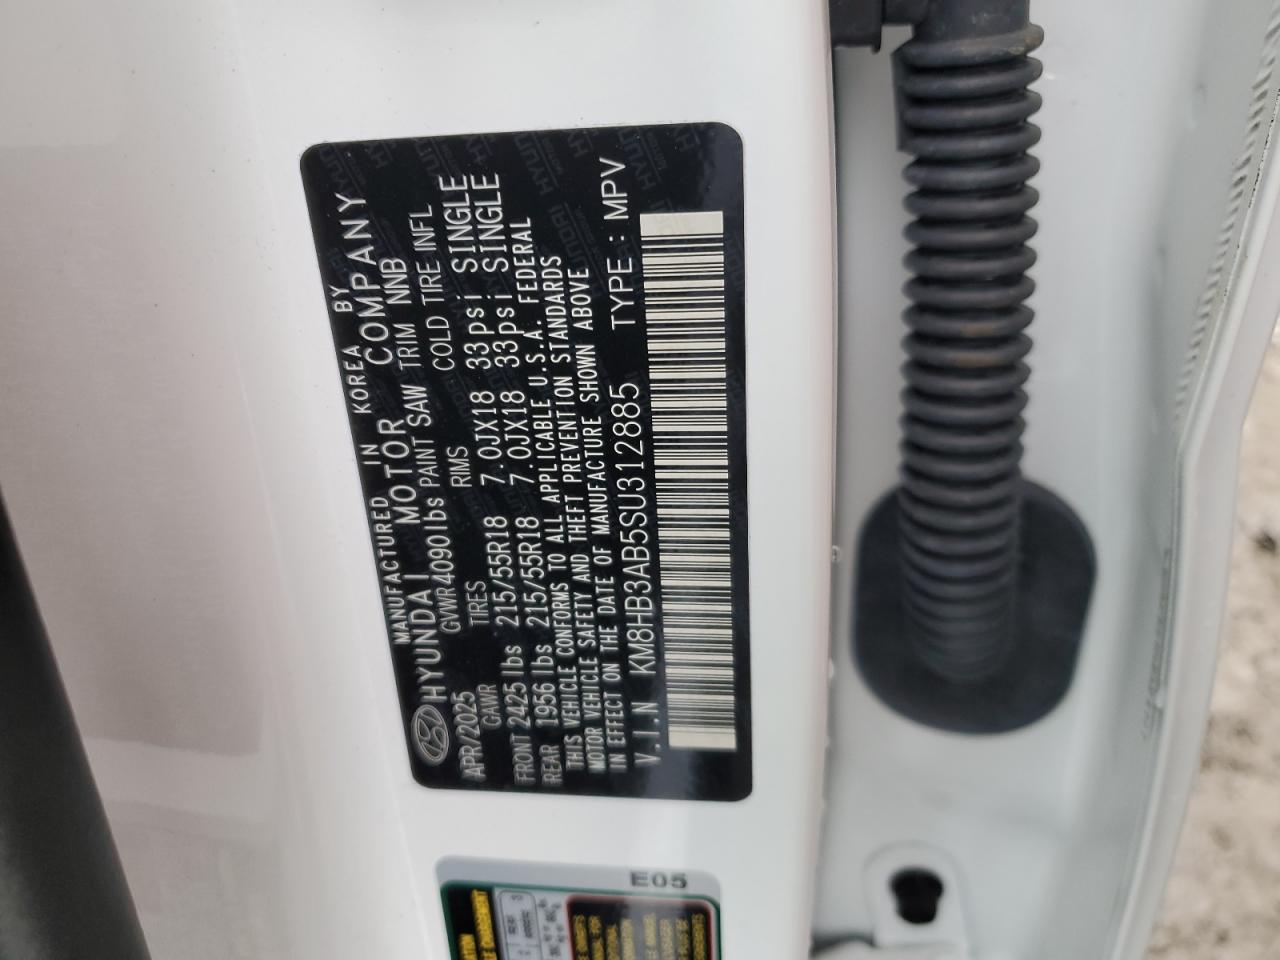 MANUFACTURED IN KOREA BY
HYUNDAI MOTOR COMPANY
APR/2025 GVWR 4090lbs PAINT SAW TRIM NNB
GAWR TIRES RIMS COLD TIRE INFL
FRONT 2425 lbs 215/55R18 7.0JX18 33psi SINGLE
REAR 1956 lbs 215/55R18 7.0JX18 33psi SINGLE
THIS VEHICLE CONFORMS TO ALL APPLICABLE U.S.A. FEDERAL
MOTOR VEHICLE SAFETY AND THEFT PREVENTION STANDARDS
IN EFFECT ON THE DATE OF MANUFACTURE SHOWN ABOVE
V.I.N KM8HB3AB5SU312885 TYPE: MPV
E05